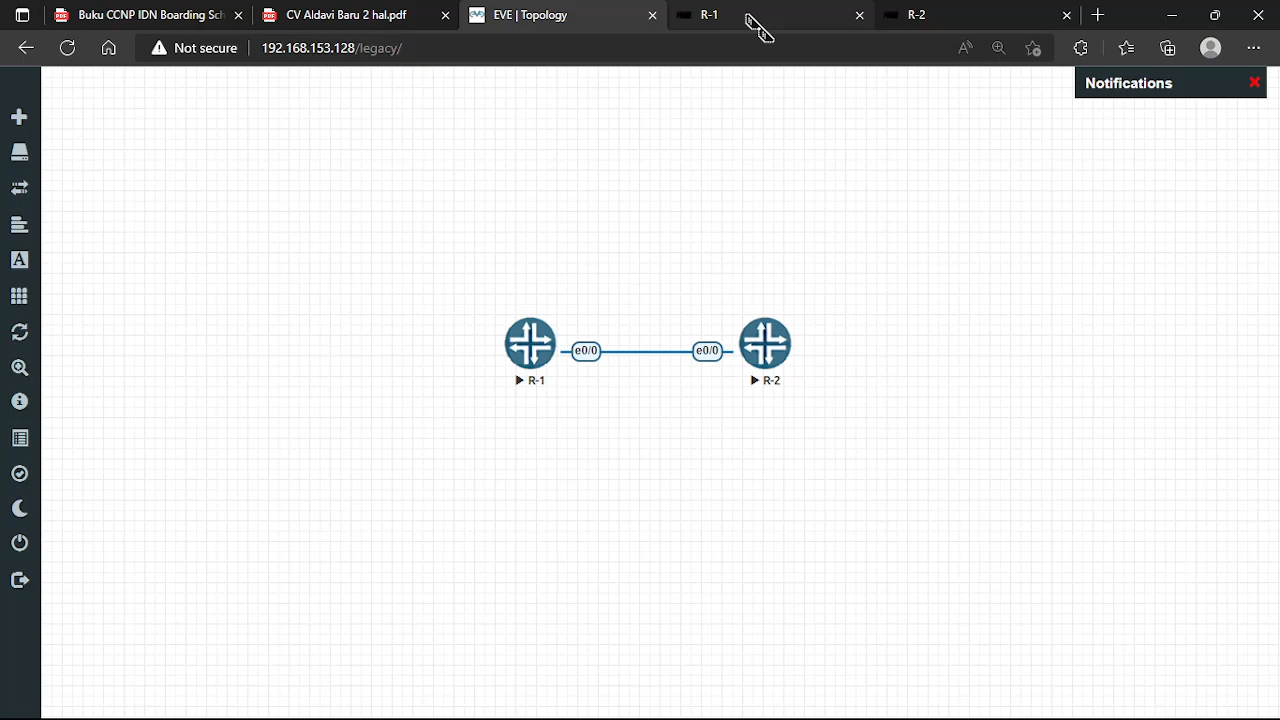 Buku CCNP IDN Boarding Sch
CV Aldavi Baru 2 hal.pdf
EVE | Topology
R-1
R-2
Not secure
192.168.153.128/legacy/
Notifications
e0/0
e0/0
R-1
R-2